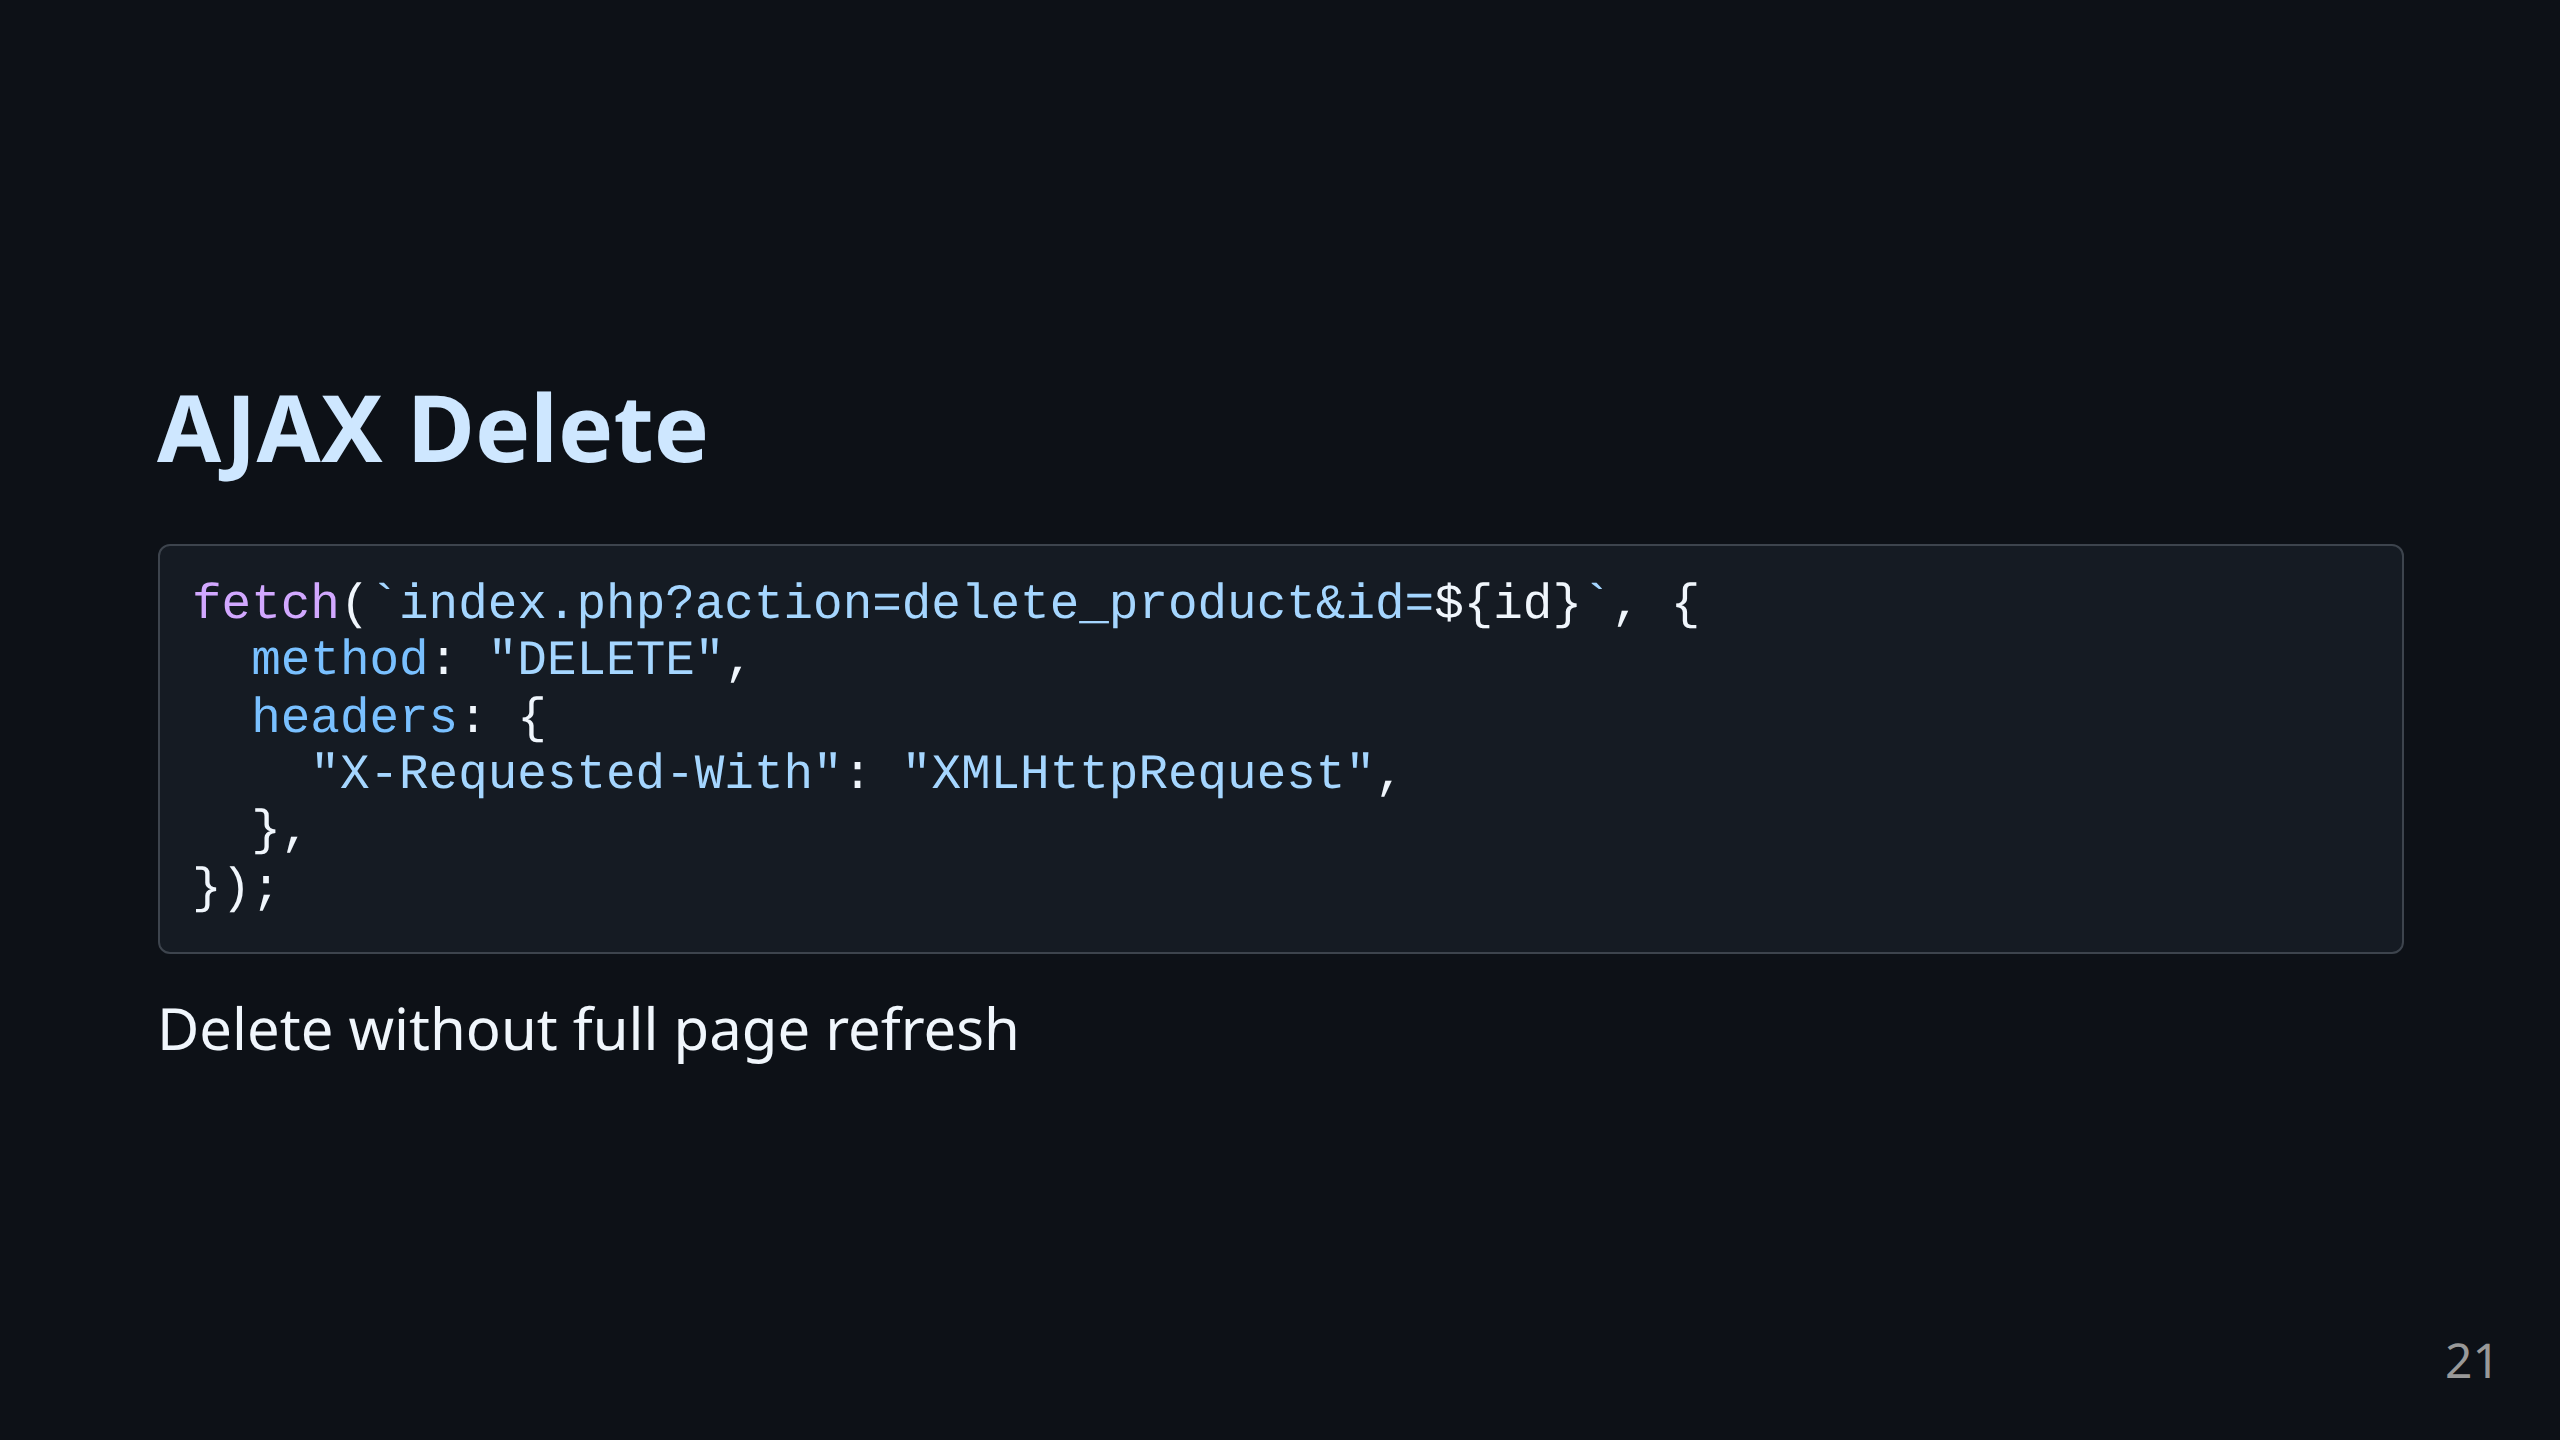 AJAX Delete
fetch(`index.php?action=delete_product&id=${id}`, {
  method: "DELETE",
  headers: {
    "X-Requested-With": "XMLHttpRequest",
  },
});
Delete without full page refresh
21